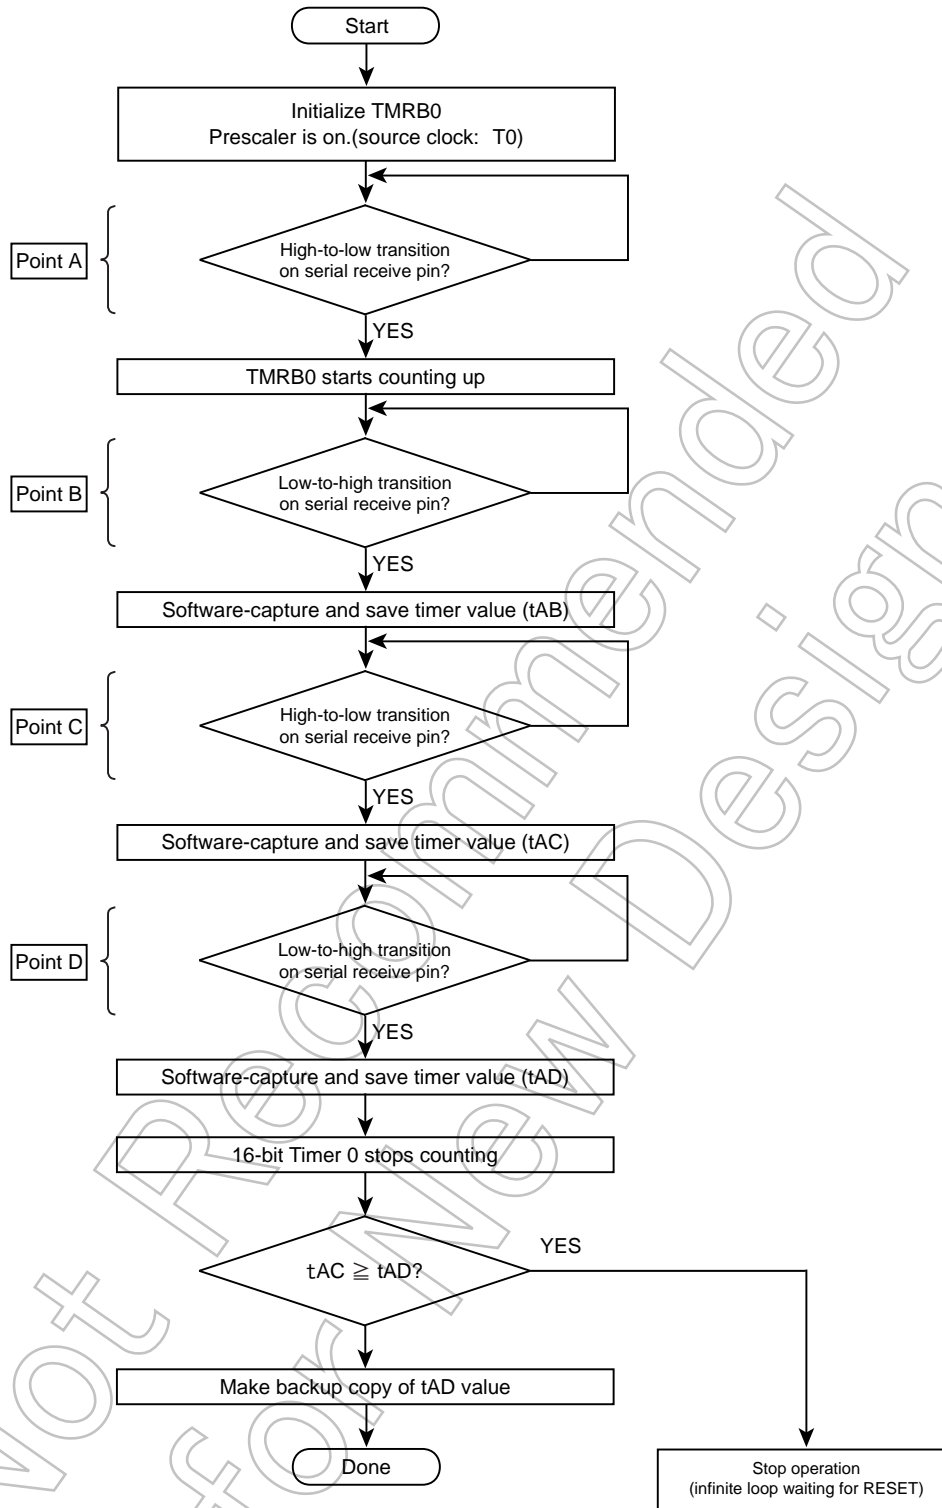 Start
Initialize TMRB0
Prescaler is on.(source clock: T0)
Point A
High-to-low transition
on serial receive pin?
YES
TMRB0 starts counting up
Point B
Low-to-high transition
on serial receive pin?
YES
Software-capture and save timer value (tAB)
Point C
High-to-low transition
on serial receive pin?
YES
Software-capture and save timer value (tAC)
Point D
Low-to-high transition
on serial receive pin?
YES
Software-capture and save timer value (tAD)
16-bit Timer 0 stops counting
tAC ≧ tAD?
YES
Make backup copy of tAD value
Done
Stop operation
(infinite loop waiting for RESET)
Not Recommended
for New Design